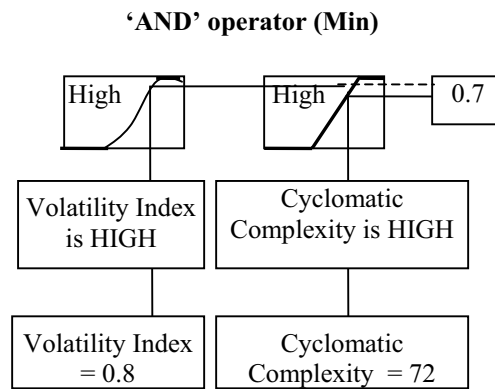 ‘AND’ operator (Min)
High
High
0.7
Volatility Index
is HIGH
Cyclomatic
Complexity is HIGH
Volatility Index
= 0.8
Cyclomatic
Complexity = 72